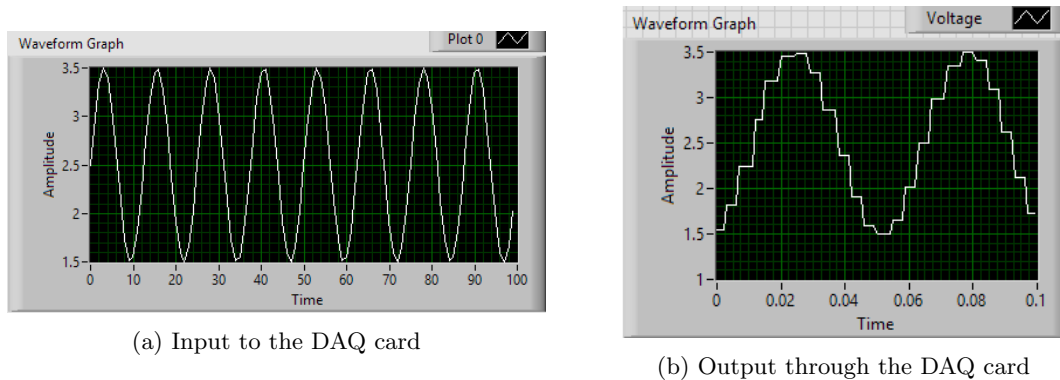 Waveform Graph
Plot 0
3.5
3
2.5
2
1.5
Amplitude
0 10 20 30 40 50 60 70 80 90 100
Time
(a) Input to the DAQ card
Waveform Graph
Voltage
3.5
3
2.5
2
1.5
1
Amplitude
0 0.02 0.04 0.06 0.08 0.1
Time
(b) Output through the DAQ card